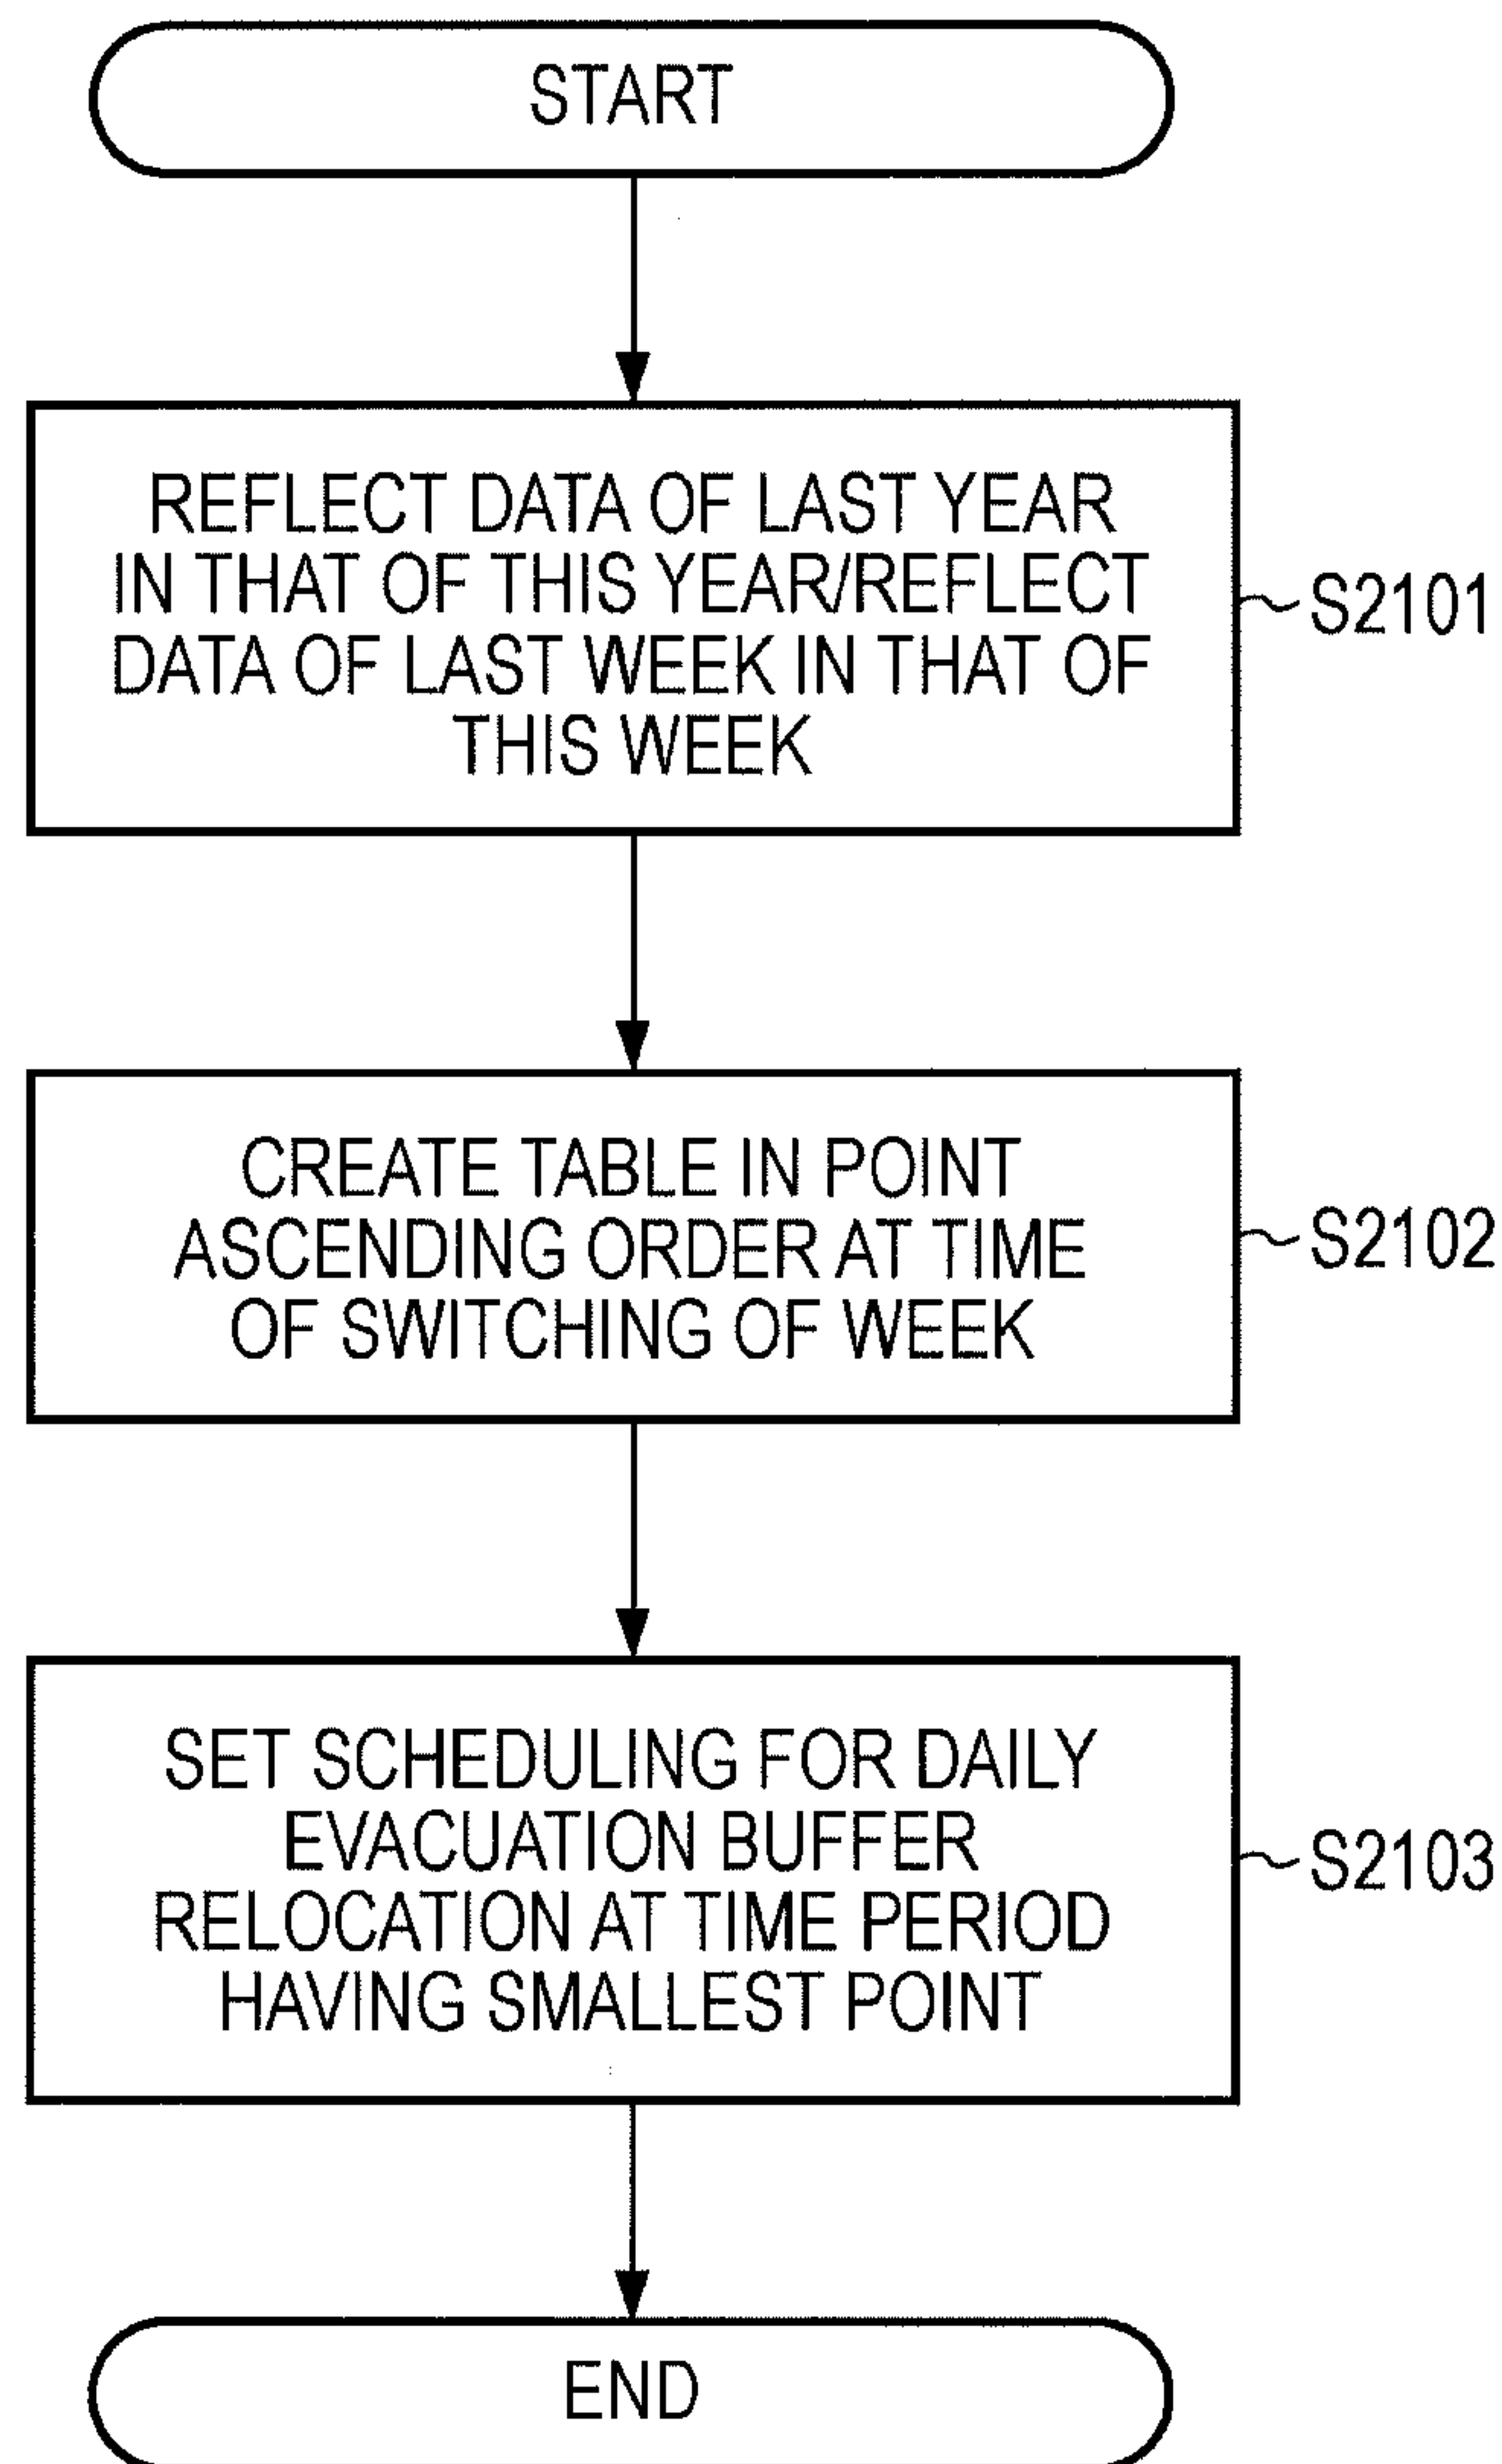 START
REFLECT DATA OF LAST YEAR
IN THAT OF THIS YEAR/REFLECT
DATA OF LAST WEEK IN THAT OF
THIS WEEK
S2101
CREATE TABLE IN POINT
ASCENDING ORDER AT TIME
OF SWITCHING OF WEEK
S2102
SET SCHEDULING FOR DAILY
EVACUATION BUFFER
RELOCATION AT TIME PERIOD
HAVING SMALLEST POINT
S2103
END